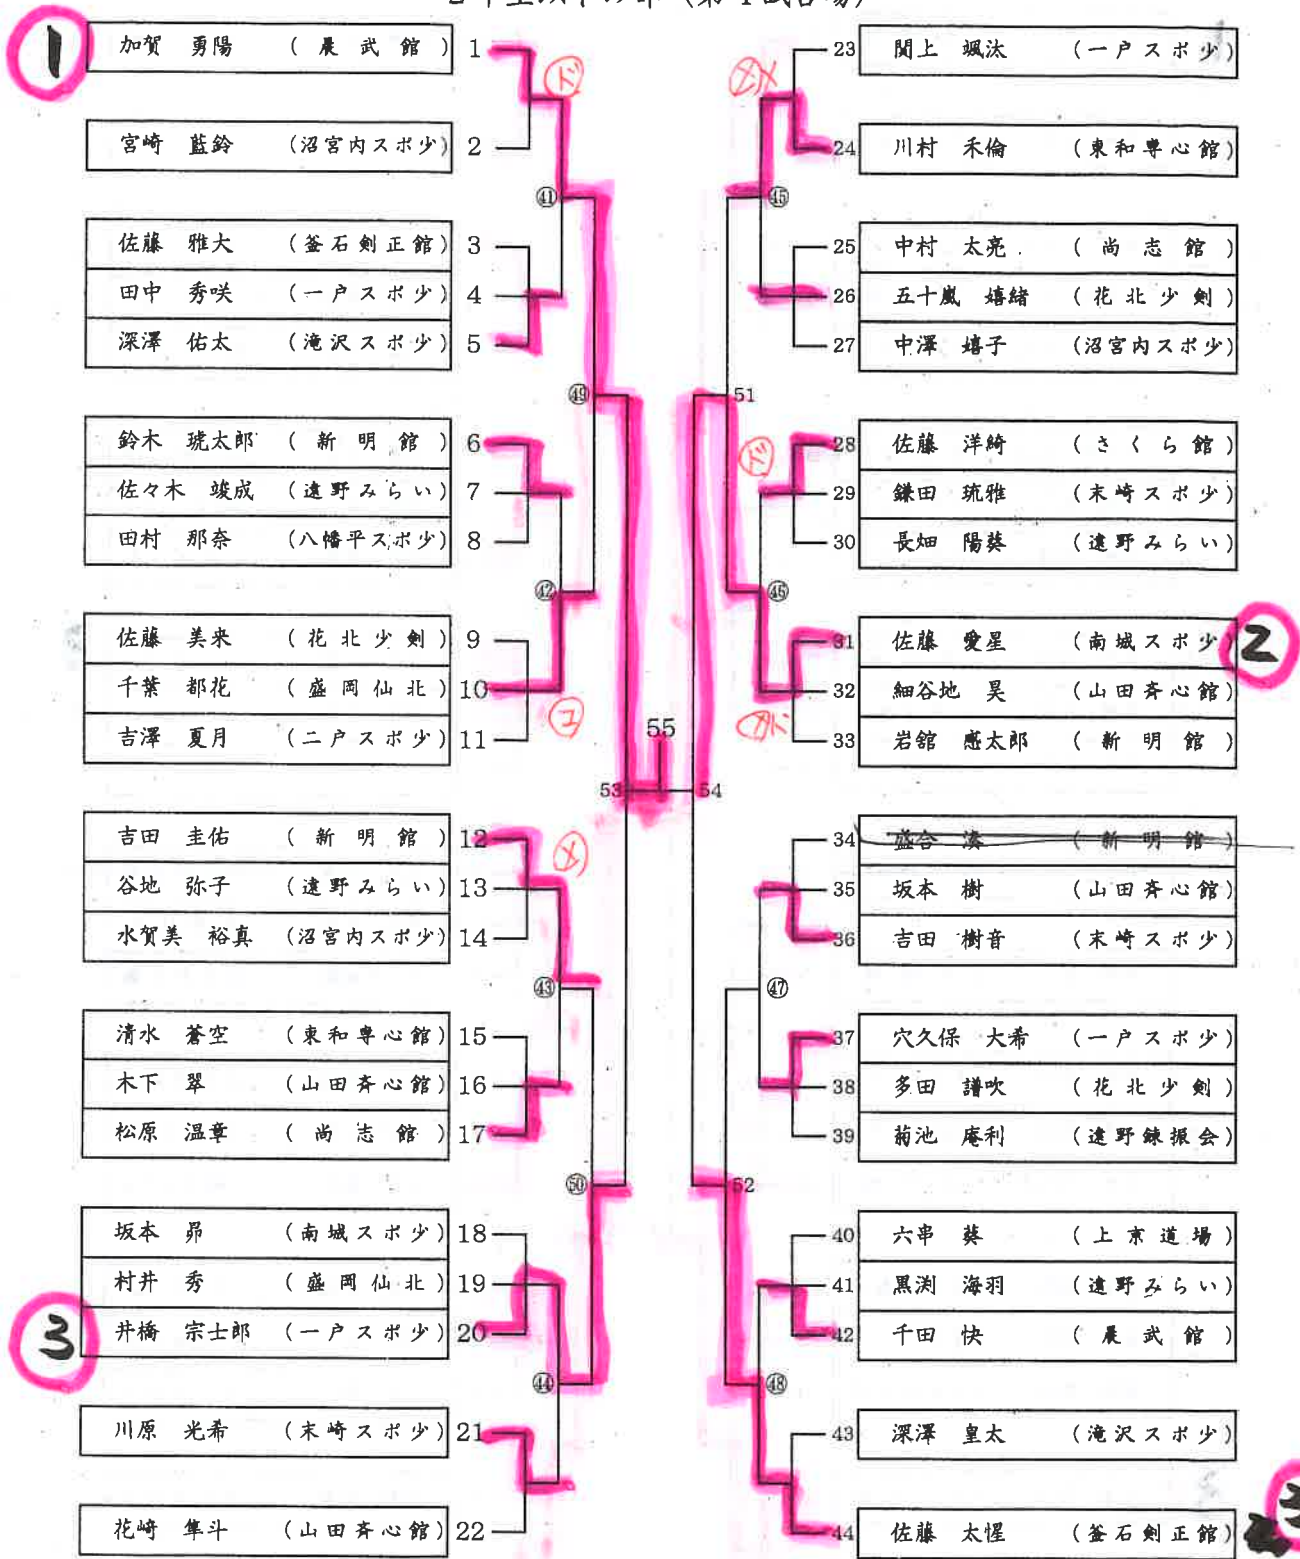 1 加賀 勇陽 (晨武館) 1
宮崎 藍鈴 (沼宮内スポ少) 2
佐藤 雅大 (釜石剣正館) 3
田中 秀咲 (一戸スポ少) 4
深澤 佑太 (滝沢スポ少) 5
鈴木 琥太郎 (新明館) 6
佐々木 竣成 (遠野みらい) 7
田村 那奈 (八幡平スポ少) 8
佐藤 美来 (花北少剣) 9
千葉 都花 (盛岡仙北) 10
吉澤 夏月 (二戸スポ少) 11
吉田 圭佑 (新明館) 12
谷地 弥子 (遠野みらい) 13
水賀美 裕真 (沼宮内スポ少) 14
清水 蒼空 (東和専心館) 15
木下 翠 (山田斉心館) 16
松原 温章 (尚志館) 17
坂本 昴 (南城スポ少) 18
村井 秀 (盛岡仙北) 19
3 井橋 宗士郎 (一戸スポ少) 20
川原 光希 (末崎スポ少) 21
花崎 隼斗 (山田斉心館) 22
ド
㊶
㊾
㊷
コ
メ
㊸
㊿
㊹
53
55
54
メメ
㊺
51
ド
㊻
ド
㊼
52
㊽
23 間上 颯汰 (一戸スポ少)
24 川村 禾倫 (東和専心館)
25 中村 太亮 (尚志館)
26 五十嵐 嬉緒 (花北少剣)
27 中澤 嬉子 (沼宮内スポ少)
28 佐藤 洋綺 (さくら館)
29 鎌田 琉雅 (末崎スポ少)
30 長畑 陽葵 (遠野みらい)
31 佐藤 愛星 (南城スポ少) 2
32 細谷地 昊 (山田斉心館)
33 岩舘 應太郎 (新明館)
34 盛合 湊 (新明館)
35 坂本 樹 (山田斉心館)
36 吉田 樹音 (末崎スポ少)
37 穴久保 大希 (一戸スポ少)
38 多田 譜吹 (花北少剣)
39 菊池 庵利 (遠野錬振会)
40 六串 葵 (上京道場)
41 黒渕 海羽 (遠野みらい)
42 千田 快 (晨武館)
43 深澤 皇太 (滝沢スポ少)
44 佐藤 太惺 (釜石剣正館) 3